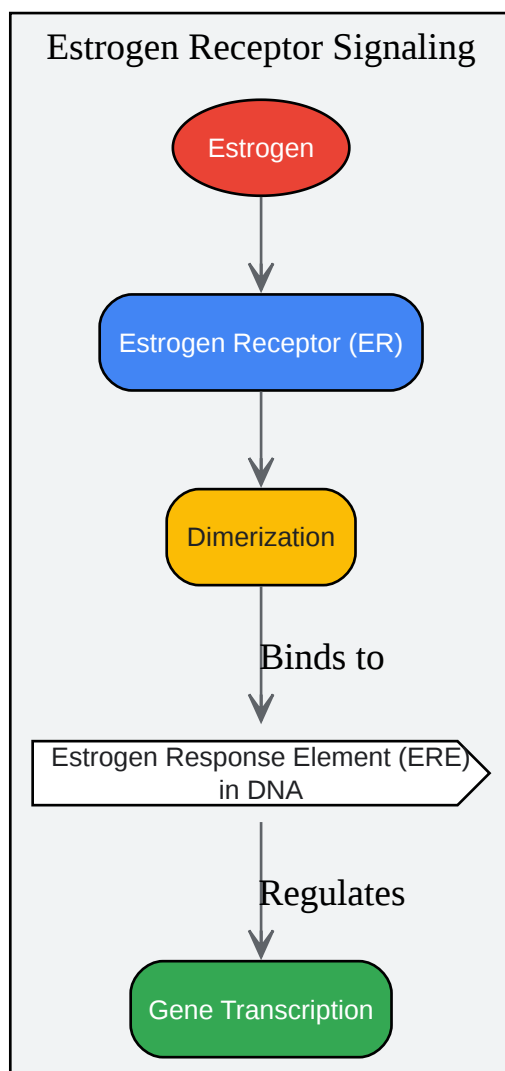 Estrogen Receptor Signaling
Estrogen
Estrogen Receptor (ER)
Dimerization
Binds to
Estrogen Response Element (ERE)
in DNA
Regulates
Gene Transcription